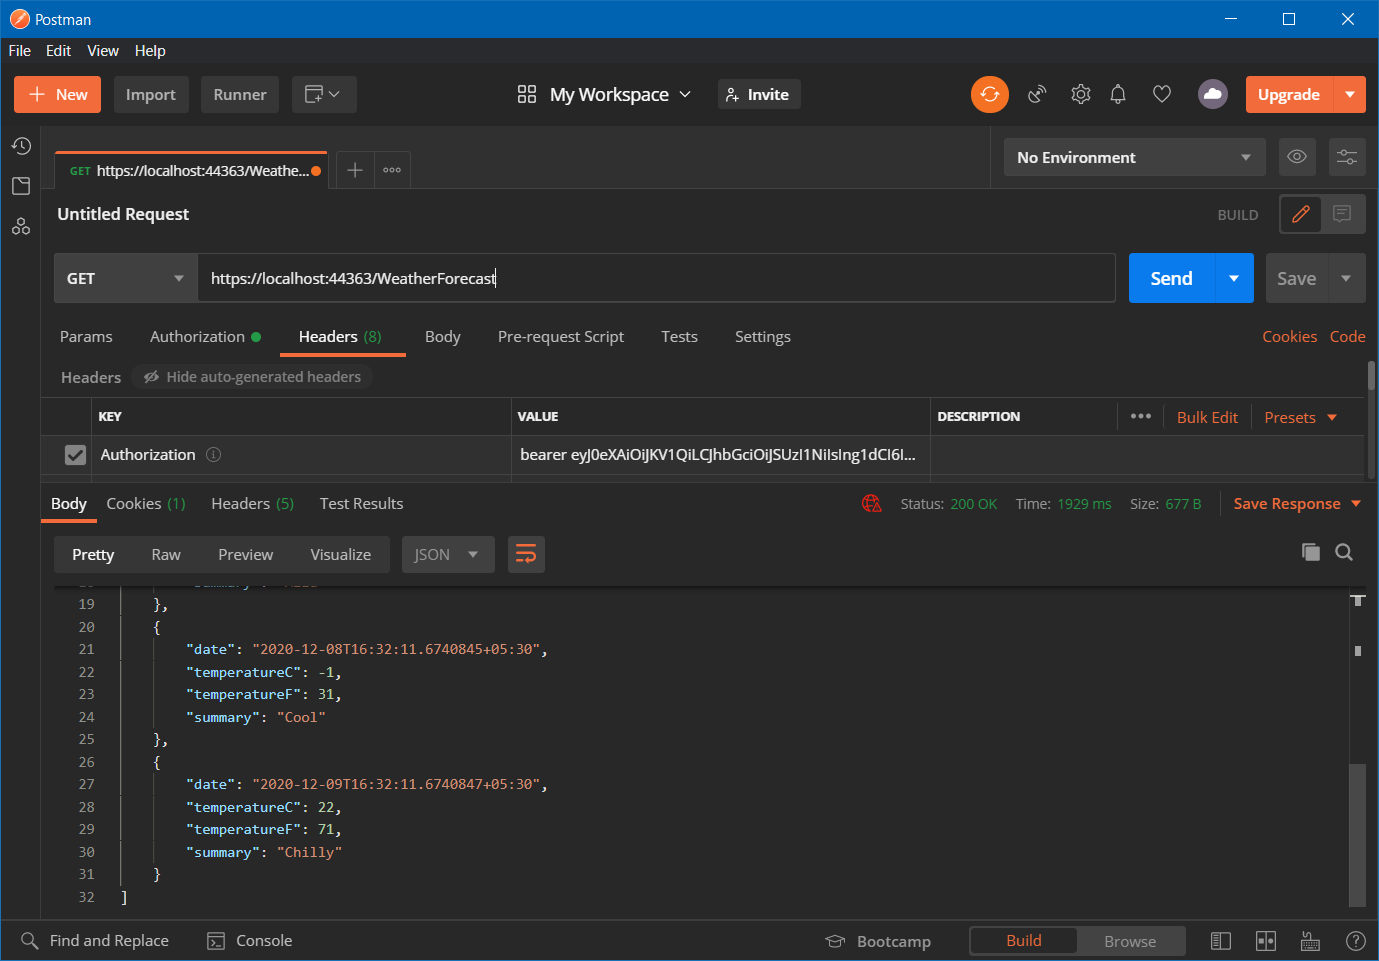 Postman
File Edit View Help
New Import Runner My Workspace Invite Upgrade
GET https://localhost:44363/Weathe... No Environment
Untitled Request BUILD
GET https://localhost:44363/WeatherForecast Send Save
Params Authorization Headers (8) Body Pre-request Script Tests Settings Cookies Code
Headers Hide auto-generated headers
KEY VALUE DESCRIPTION ••• Bulk Edit Presets
Authorization bearer eyJ0eXAiOiJKV1QiLCJhbGciOiJSUzI1NiIsIng1dCI6I...
Body Cookies (1) Headers (5) Test Results Status: 200 OK Time: 1929 ms Size: 677 B Save Response
Pretty Raw Preview Visualize JSON
19 },
20 {
21 "date": "2020-12-08T16:32:11.6740845+05:30",
22 "temperatureC": -1,
23 "temperatureF": 31,
24 "summary": "Cool"
25 },
26 {
27 "date": "2020-12-09T16:32:11.6740847+05:30",
28 "temperatureC": 22,
29 "temperatureF": 71,
30 "summary": "Chilly"
31 }
32 ]
Find and Replace Console Bootcamp Build Browse